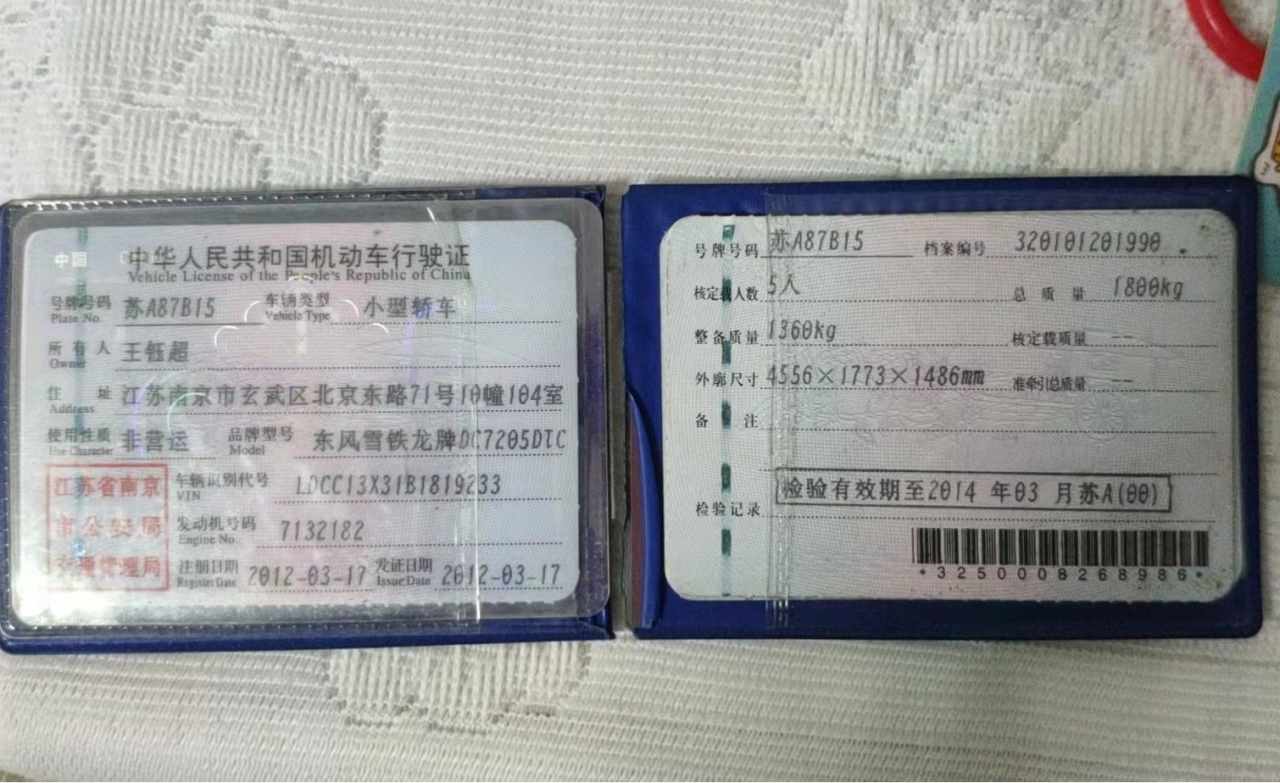 中国
中华人民共和国机动车行驶证
Vehicle License of the People's Republic of China
号牌号码 苏A87B15 车辆类型 小型轿车
Plate No. Vehicle Type
所有人 王钰超
Owner
住址 江苏南京市玄武区北京东路71号10幢104室
Address
使用性质 非营运 品牌型号 东风雪铁龙牌DC7205DTC
Use Character Model
江苏省南京
市公安局
交通管理局
车辆识别代号 LDCC13X31B1819233
VIN
发动机号码 7132182
Engine No.
注册日期 2012-03-17 发证日期 2012-03-17
Register Date Issue Date
号牌号码 苏A87B15 档案编号 320101201990
核定载人数 5人 总质量 1800kg
整备质量 1360kg 核定载质量 --
外廓尺寸 4556×1773×1486mm 准牵引总质量 --
备注
检验记录 检验有效期至2014 年03 月苏A(00)
*3250008268986*